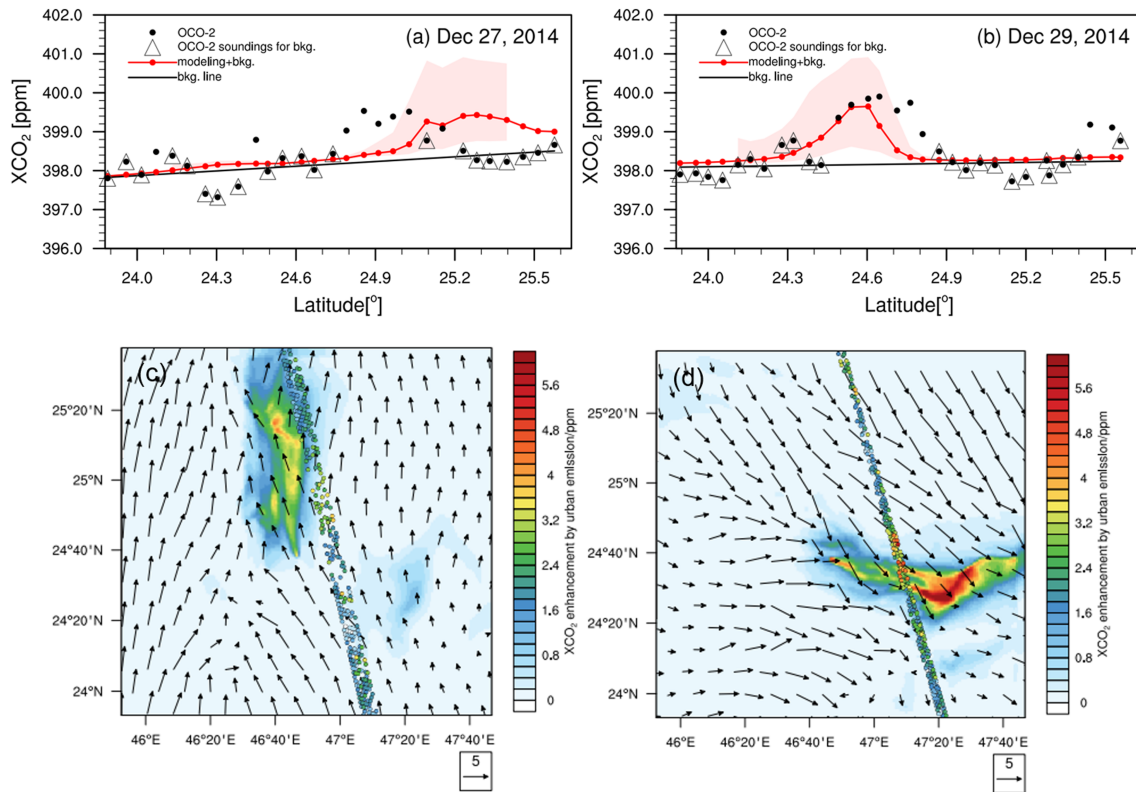 402.0
401.0
400.0
399.0
398.0
397.0
396.0
XCO2 [ppm]
OCO-2
OCO-2 soundings for bkg.
modeling+bkg.
bkg. line
(a) Dec 27, 2014
24.0 24.3 24.6 24.9 25.2 25.5
Latitude[°]
402.0
401.0
400.0
399.0
398.0
397.0
396.0
XCO2 [ppm]
OCO-2
OCO-2 soundings for bkg.
modeling+bkg.
bkg. line
(b) Dec 29, 2014
24.0 24.3 24.6 24.9 25.2 25.5
Latitude[°]
(c)
25°20'N
25°N
24°40'N
24°20'N
24°N
46°E 46°20'E 46°40'E 47°E 47°20'E 47°40'E
5
5.6
4.8
4
3.2
2.4
1.6
0.8
0
XCO2 enhancement by urban emission/ppm
(d)
25°20'N
25°N
24°40'N
24°20'N
24°N
46°E 46°20'E 46°40'E 47°E 47°20'E 47°40'E
5
5.6
4.8
4
3.2
2.4
1.6
0.8
0
XCO2 enhancement by urban emission/ppm